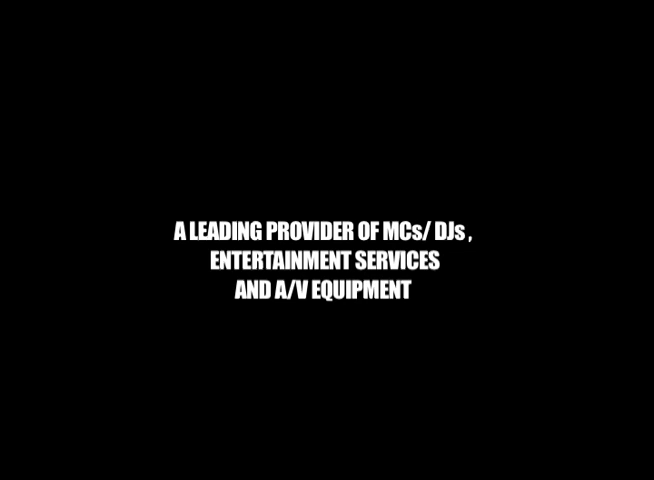 A LEADING PROVIDER OF MCs/ DJs ,
ENTERTAINMENT SERVICES
AND A/V EQUIPMENT